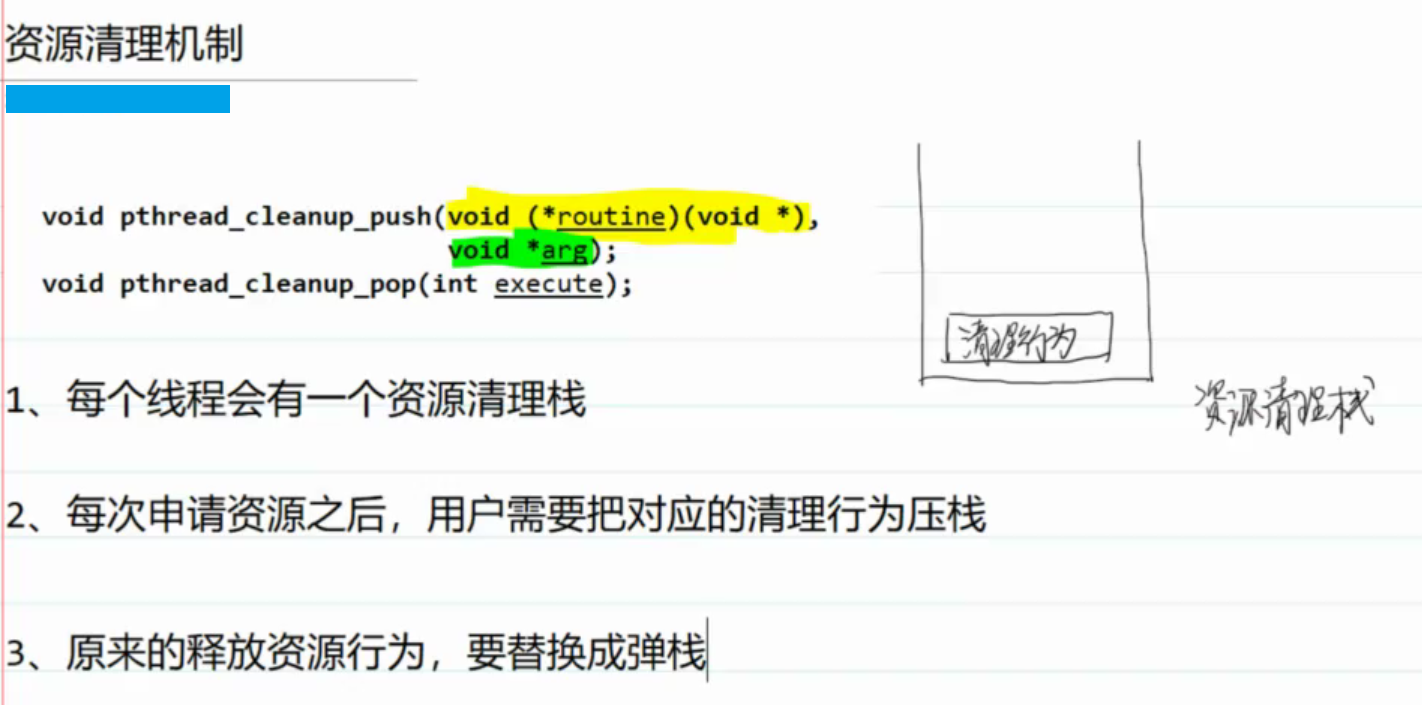 资源清理机制
void pthread_cleanup_push(void (*routine)(void *),
void *arg);
void pthread_cleanup_pop(int execute);
清理行为
1、每个线程会有一个资源清理栈
资源清理栈
2、每次申请资源之后，用户需要把对应的清理行为压栈
3、原来的释放资源行为，要替换成弹栈